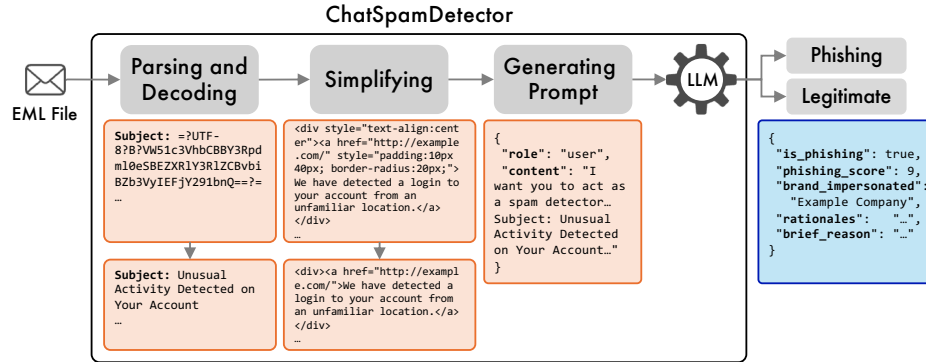 ChatSpamDetector
EML File
Parsing and
Decoding
Simplifying
Generating
Prompt
LLM
Phishing
Legitimate
Subject: =?UTF-
8?B?VW51c3VhbCBBY3Rpd
ml0eSBEZXRlY3RlZCBvbi
BZb3VyIEFjY291bnQ==?=
…
Subject: Unusual
Activity Detected on
Your Account
…
<div style="text-align:cent
er"><a href="http://example
.com/" style="padding:10px
40px; border-radius:20px;">
We have detected a login to
your account from an
unfamiliar location.</a>
</div>
…
<div><a href="http://exampl
e.com/">We have detected a
login to your account from
an unfamiliar location.</a>
</div>
…
{
"role": "user",
"content": "I
want you to act as
a spam detector…
Subject: Unusual
Activity Detected
on Your Account…"
}
{
"is_phishing": true,
"phishing_score": 9,
"brand_impersonated":
"Example Company",
"rationales": "…",
"brief_reason": "…"
}